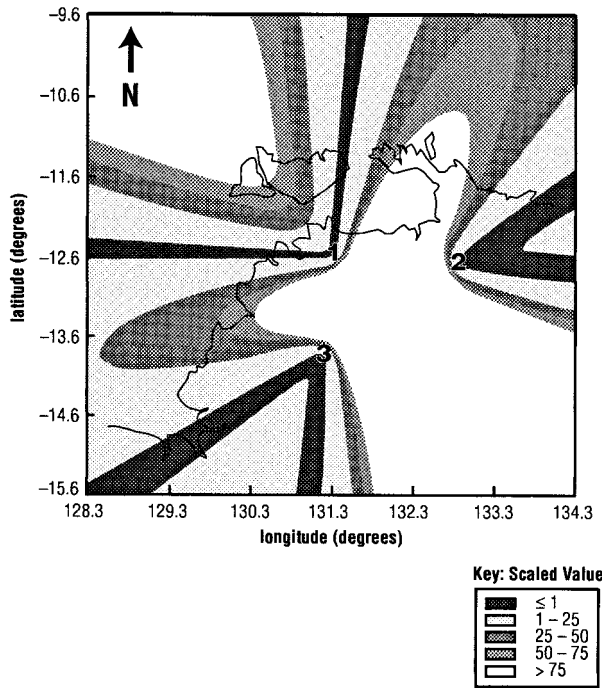 -9.6
N
-10.6
-11.6
-12.6
-13.6
-14.6
-15.6
latitude (degrees)
1
2
3
128.3 129.3 130.3 131.3 132.3 133.3 134.3
longitude (degrees)
Key: Scaled Value
≤ 1
1 – 25
25 – 50
50 – 75
> 75